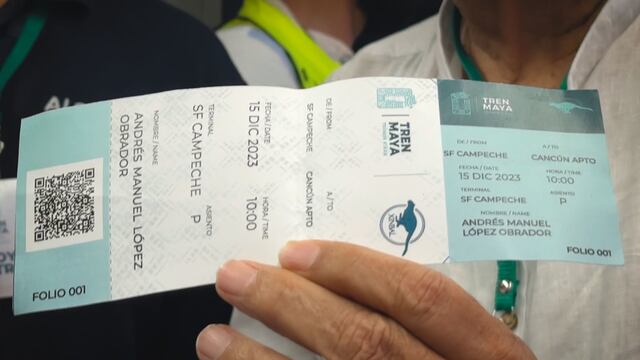 AI
FOLIO 001
NOMBRE / NAME
ANDRÉS MANUEL LÓPEZ
OBRADOR
TERMINAL
SF CAMPECHE
ASIENTO
P
FECHA / DATE
15 DIC 2023
HORA / TIME
10:00
DE / FROM
SF CAMPECHE
A / TO
CANCÚN APTO
TREN
MAYA
XONBAL
TREN
MAYA
DE / FROM
A / TO
SF CAMPECHE
CANCÚN APTO
FECHA / DATE
HORA / TIME
15 DIC 2023
10:00
TERMINAL
ASIENTO
SF CAMPECHE
P
NOMBRE / NAME
ANDRÉS MANUEL
LÓPEZ OBRADOR
FOLIO 001